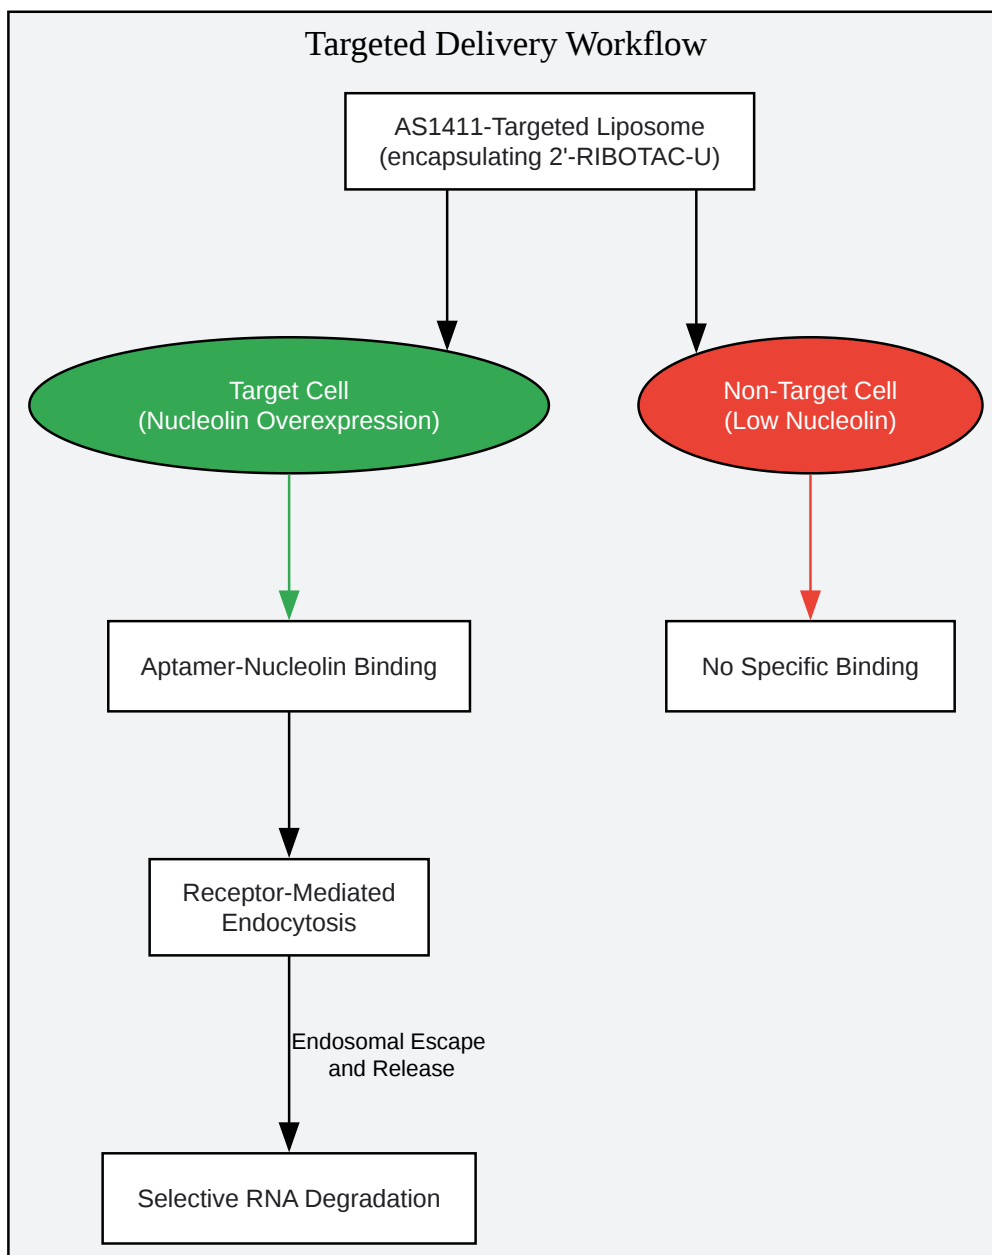 Targeted Delivery Workflow
AS1411-Targeted Liposome
(encapsulating 2'-RIBOTAC-U)
Target Cell
(Nucleolin Overexpression)
Non-Target Cell
(Low Nucleolin)
Aptamer-Nucleolin Binding
No Specific Binding
Receptor-Mediated
Endocytosis
Endosomal Escape
and Release
Selective RNA Degradation